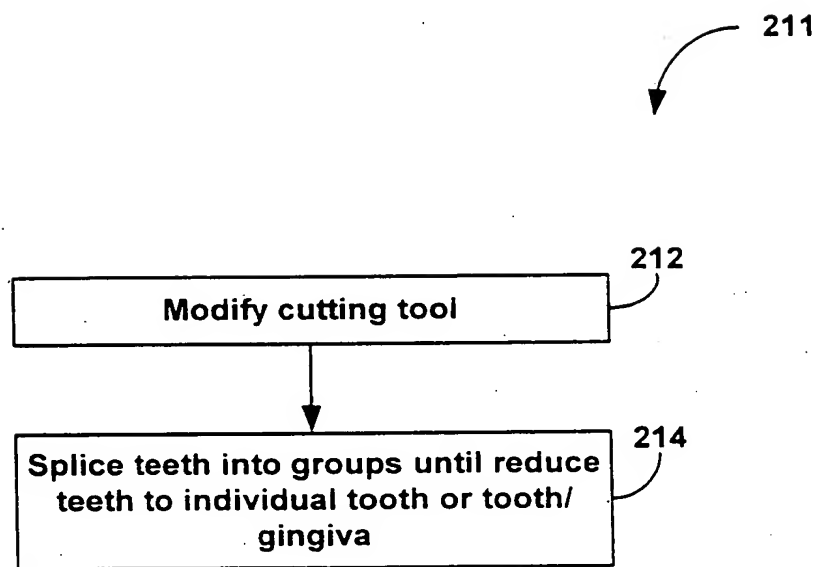 211
212
Modify cutting tool
214
Splice teeth into groups until reduce
teeth to individual tooth or tooth/
gingiva